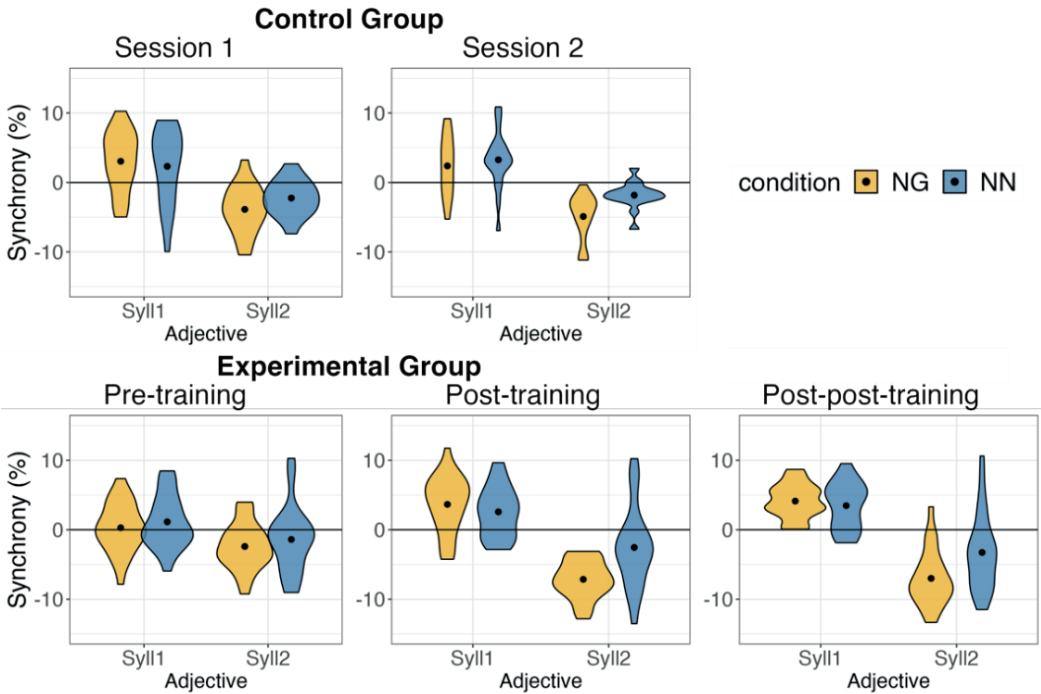 Control Group
Session 1 Session 2
Synchrony (%)
10
0
-10
Syll1 Syll2
Adjective
10
0
-10
Syll1 Syll2
Adjective
condition NG NN
Experimental Group
Pre-training Post-training Post-post-training
Synchrony (%)
10
0
-10
Syll1 Syll2
Adjective
10
0
-10
Syll1 Syll2
Adjective
10
0
-10
Syll1 Syll2
Adjective